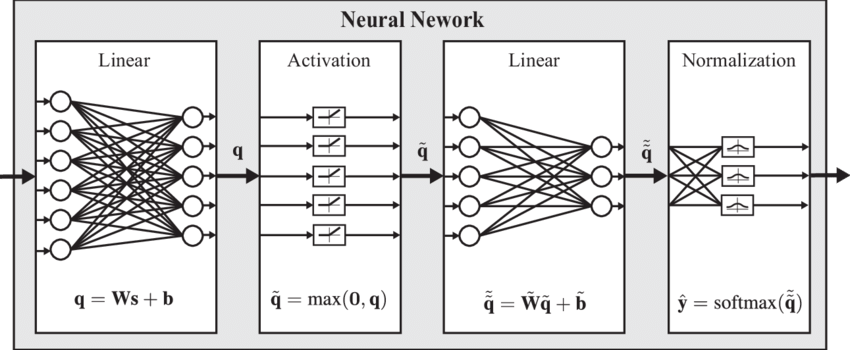 Neural Nework
Linear
Activation
Linear
Normalization
q
q̃
q̃̃
q = Ws + b
q̃ = max(0, q)
q̃̃ = W̃q̃ + b̃
ŷ = softmax(q̃̃)